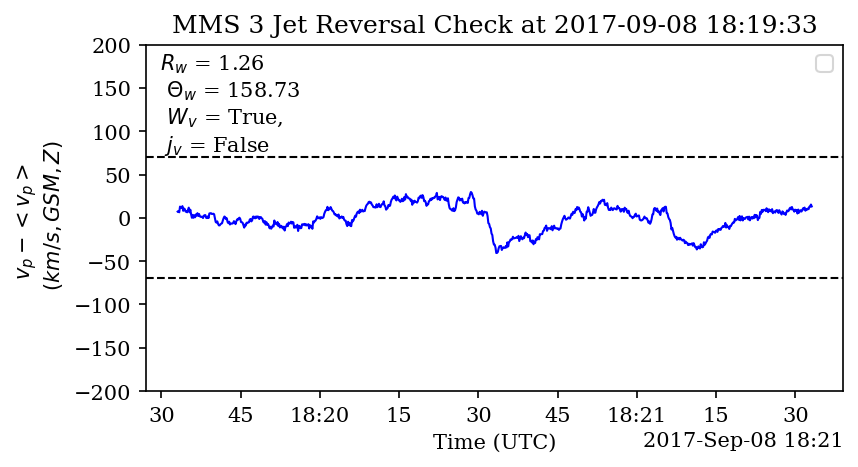 MMS 3 Jet Reversal Check at 2017-09-08 18:19:33
200
150
100
50
0
−50
−100
−150
−200
v_p − < v_p >
(km/s, GSM, Z)
R_w = 1.26
Θ_w = 158.73
W_v = True,
j_v = False
30 45 18:20 15 30 45 18:21 15 30
Time (UTC)
2017-Sep-08 18:21